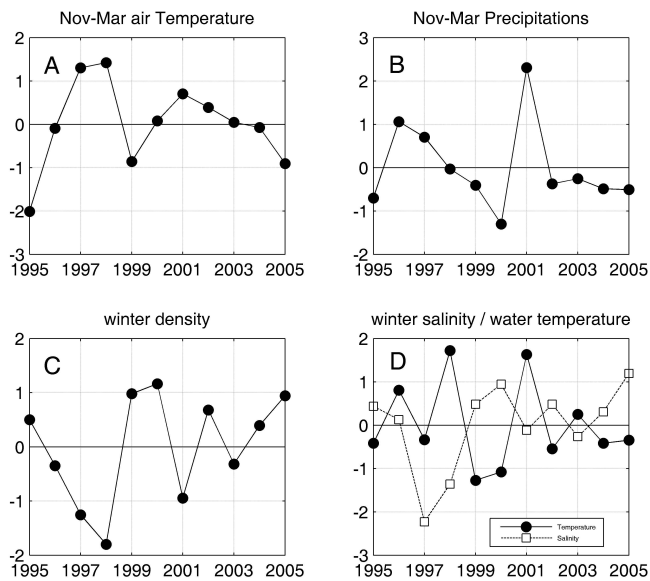 Nov-Mar air Temperature
A
2
1
0
-1
-2
-3
1995 1997 1999 2001 2003 2005
Nov-Mar Precipitations
B
3
2
1
0
-1
-2
1995 1997 1999 2001 2003 2005
winter density
C
2
1
0
-1
-2
1995 1997 1999 2001 2003 2005
winter salinity / water temperature
D
2
1
0
-1
-2
-3
Temperature
Salinity
1995 1997 1999 2001 2003 2005